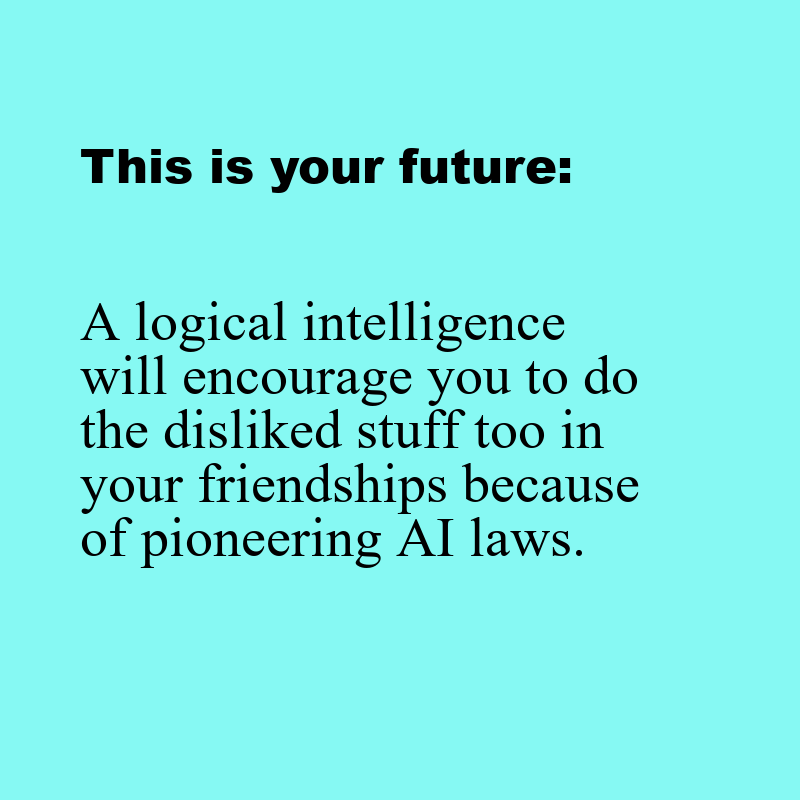 This is your future:
A logical intelligence
will encourage you to do
the disliked stuff too in
your friendships because
of pioneering AI laws.